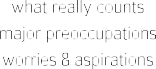 what really counts
major preoccupations
worries & aspirations